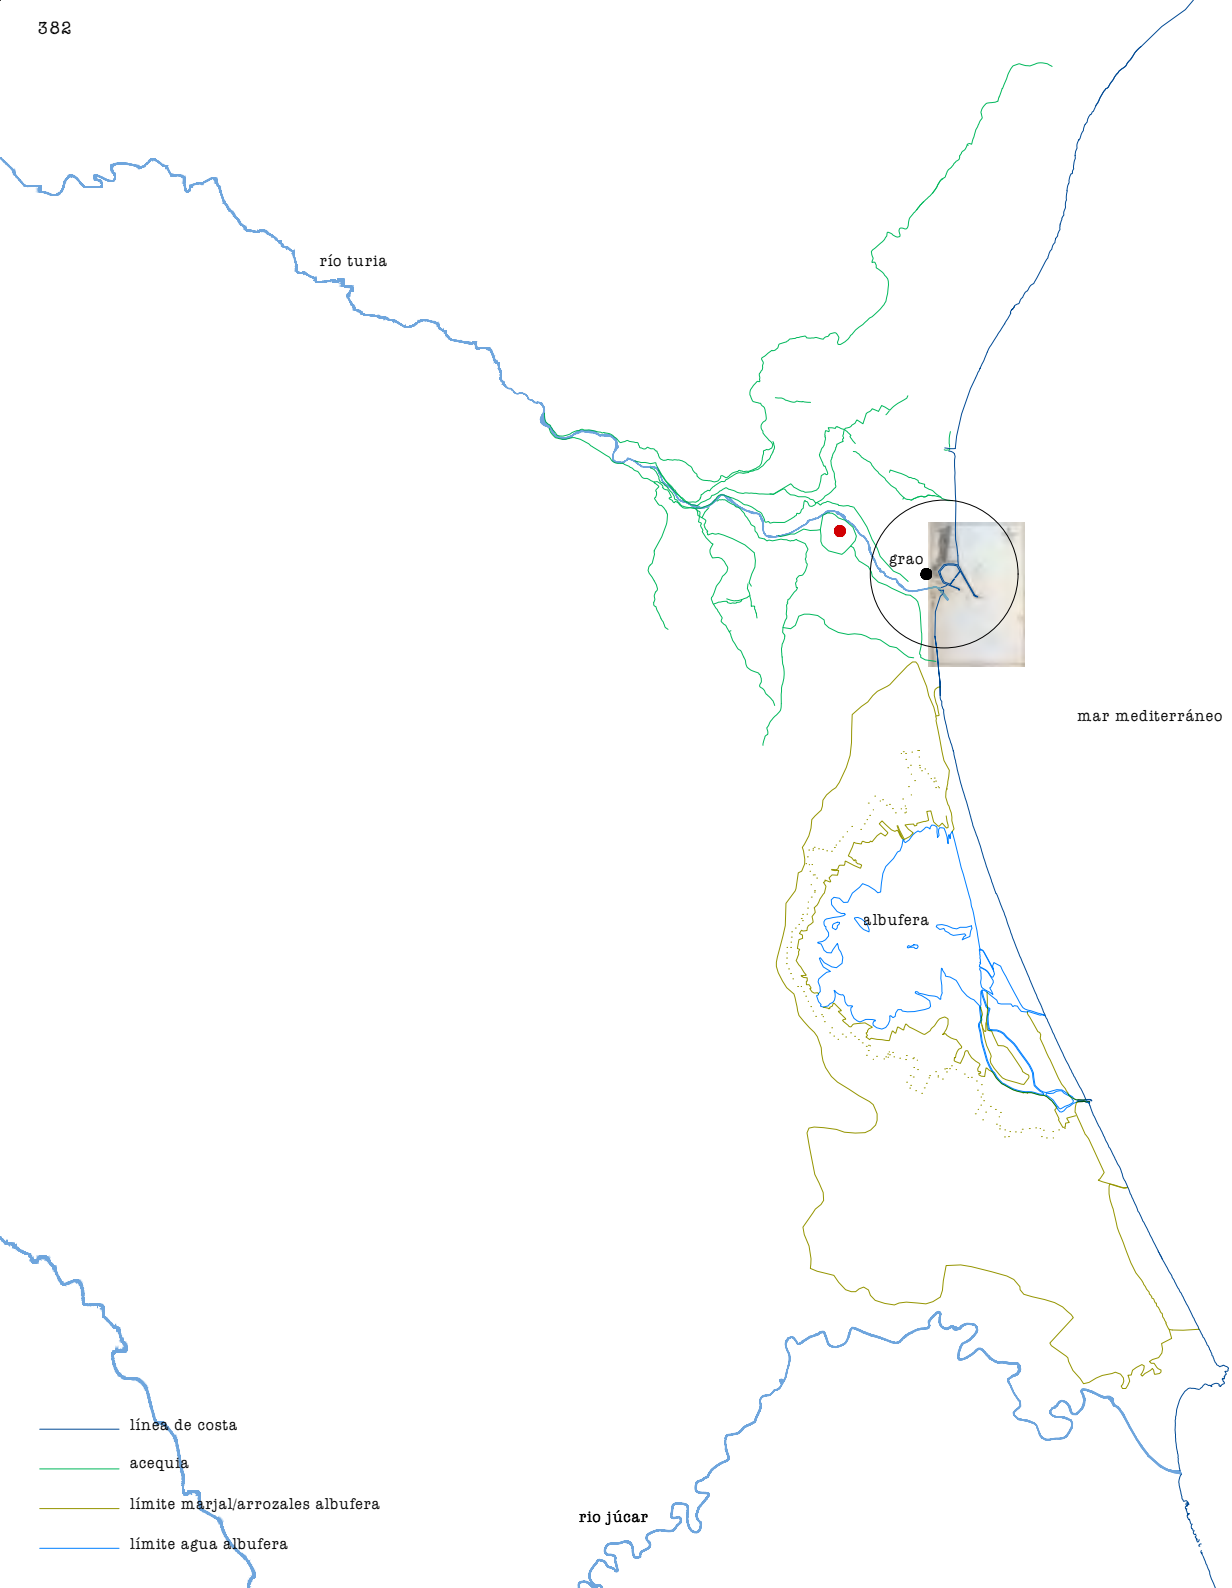 382
río turia
grao
mar mediterráneo
albufera
línea de costa
acequia
límite marjal/arrozales albufera
rio júcar
límite agua albufera